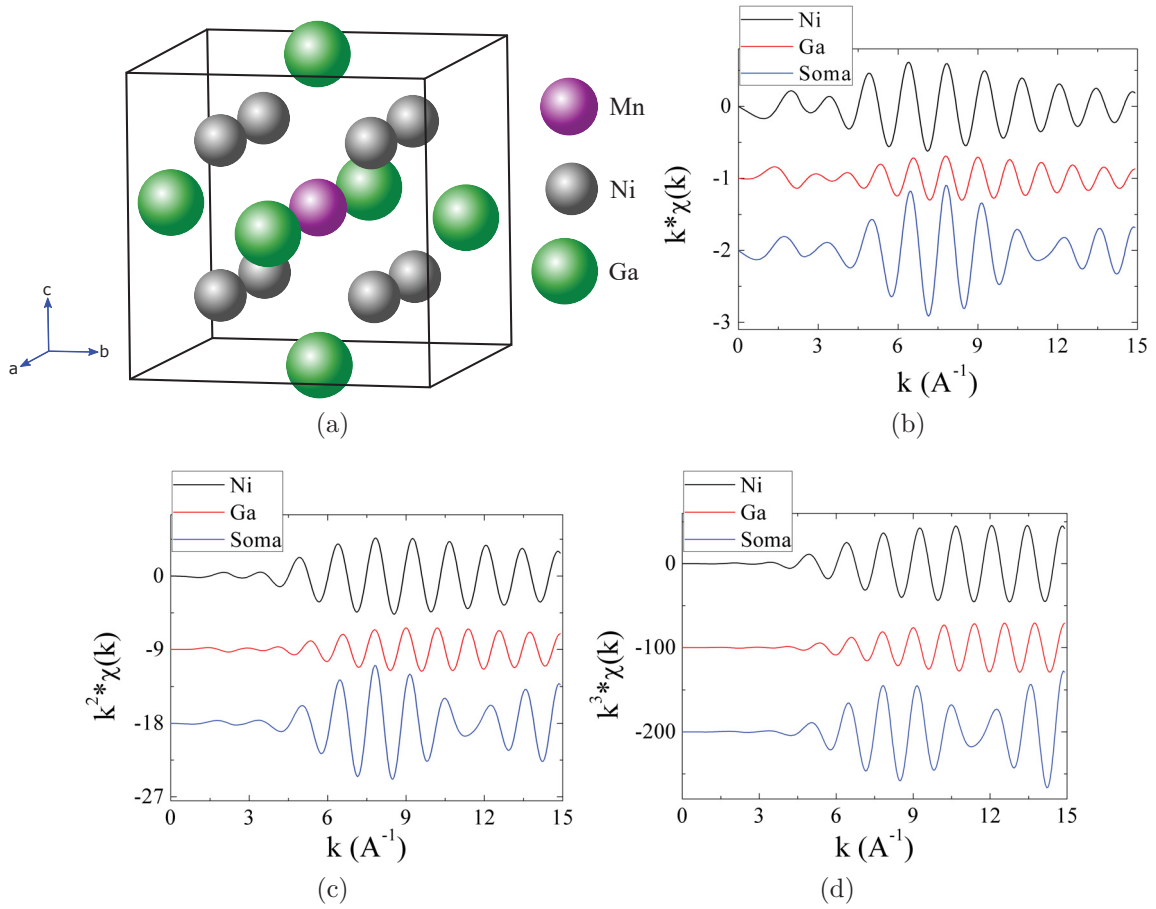 Mn
Ni
Ga
c
b
a
(a)
Ni
Ga
Soma
0
-1
-2
-3
k*χ(k)
0 3 6 9 12 15
k (A⁻¹)
(b)
Ni
Ga
Soma
0
-9
-18
-27
k²*χ(k)
0 3 6 9 12 15
k (A⁻¹)
(c)
Ni
Ga
Soma
0
-100
-200
k³*χ(k)
0 3 6 9 12 15
k (A⁻¹)
(d)